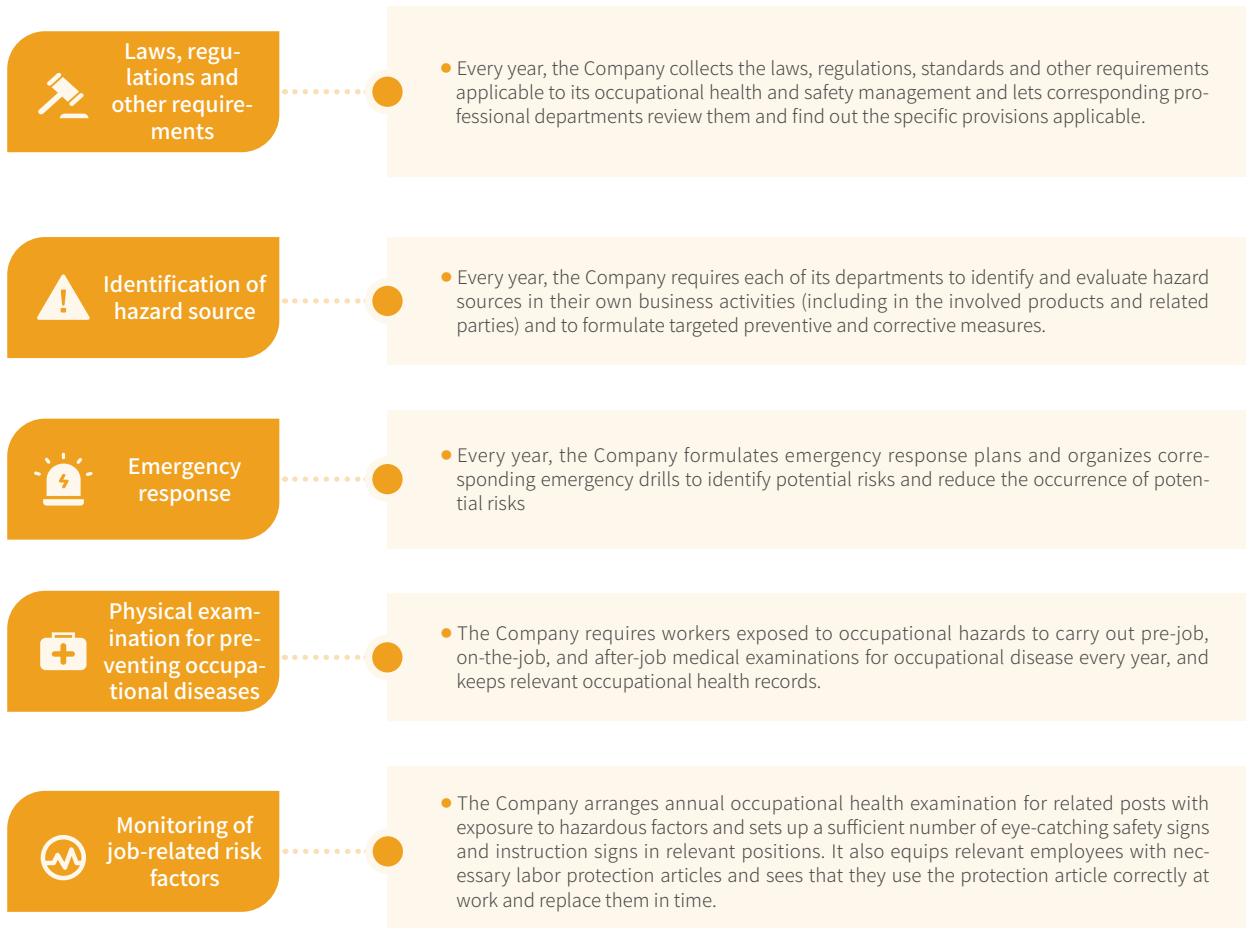 Laws, regu-
lations and
other require-
ments
Every year, the Company collects the laws, regulations, standards and other requirements
applicable to its occupational health and safety management and lets corresponding pro-
fessional departments review them and find out the specific provisions applicable.
Identification of
hazard source
Every year, the Company requires each of its departments to identify and evaluate hazard
sources in their own business activities (including in the involved products and related
parties) and to formulate targeted preventive and corrective measures.
Emergency
response
Every year, the Company formulates emergency response plans and organizes corre-
sponding emergency drills to identify potential risks and reduce the occurrence of poten-
tial risks
Physical exam-
ination for pre-
venting occupa-
tional diseases
The Company requires workers exposed to occupational hazards to carry out pre-job,
on-the-job, and after-job medical examinations for occupational disease every year, and
keeps relevant occupational health records.
Monitoring of
job-related risk
factors
The Company arranges annual occupational health examination for related posts with
exposure to hazardous factors and sets up a sufficient number of eye-catching safety signs
and instruction signs in relevant positions. It also equips relevant employees with nec-
essary labor protection articles and sees that they use the protection article correctly at
work and replace them in time.